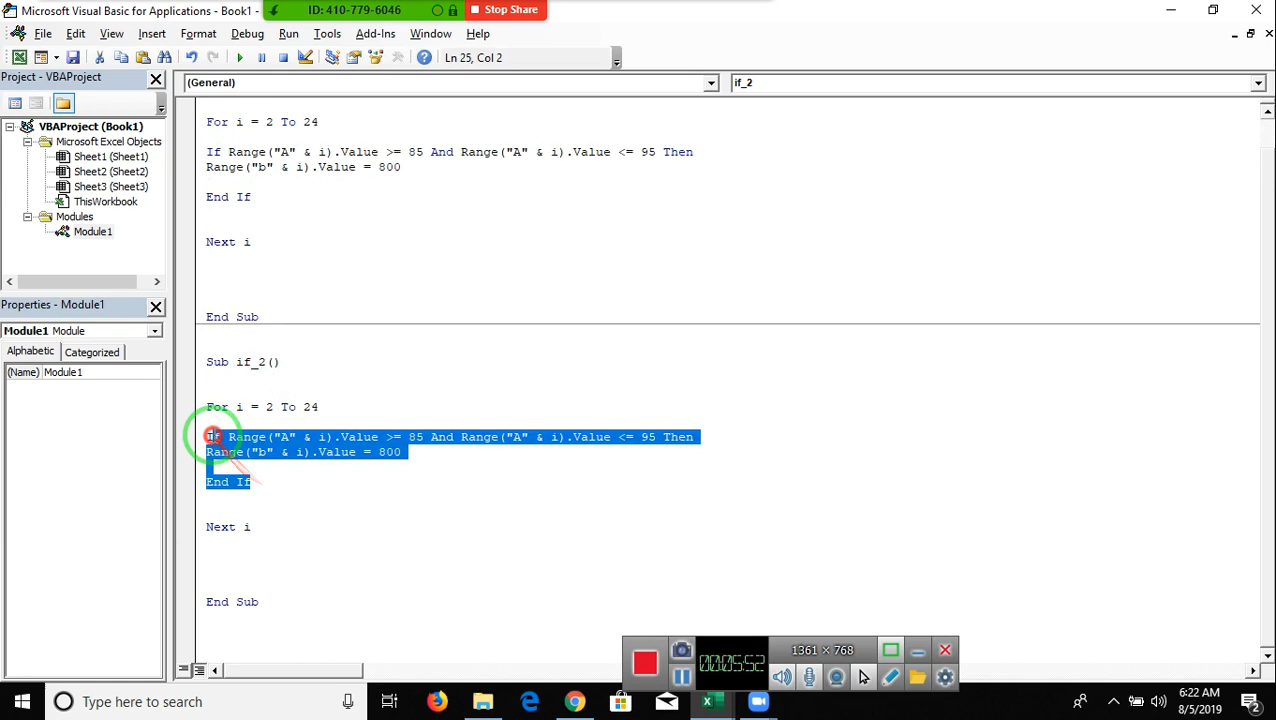 Microsoft Visual Basic for Applications - Book1 -
ID: 410-779-6046
Stop Share
File Edit View Insert Format Debug Run Tools Add-Ins Window Help
Ln 25, Col 2
Project - VBAProject
(General)
if_2
VBAProject (Book1)
Microsoft Excel Objects
Sheet1 (Sheet1)
Sheet2 (Sheet2)
Sheet3 (Sheet3)
ThisWorkbook
Modules
Module1
Properties - Module1
Module1 Module
Alphabetic Categorized
(Name) Module1
For i = 2 To 24
If Range("A" & i).Value >= 85 And Range("A" & i).Value <= 95 Then
Range("b" & i).Value = 800
End If
Next i
End Sub
Sub if_2()
For i = 2 To 24
If Range("A" & i).Value >= 85 And Range("A" & i).Value <= 95 Then
Range("b" & i).Value = 800
End If
Next i
End Sub
00:05:52
1361 × 768
Type here to search
6:22 AM
8/5/2019
2